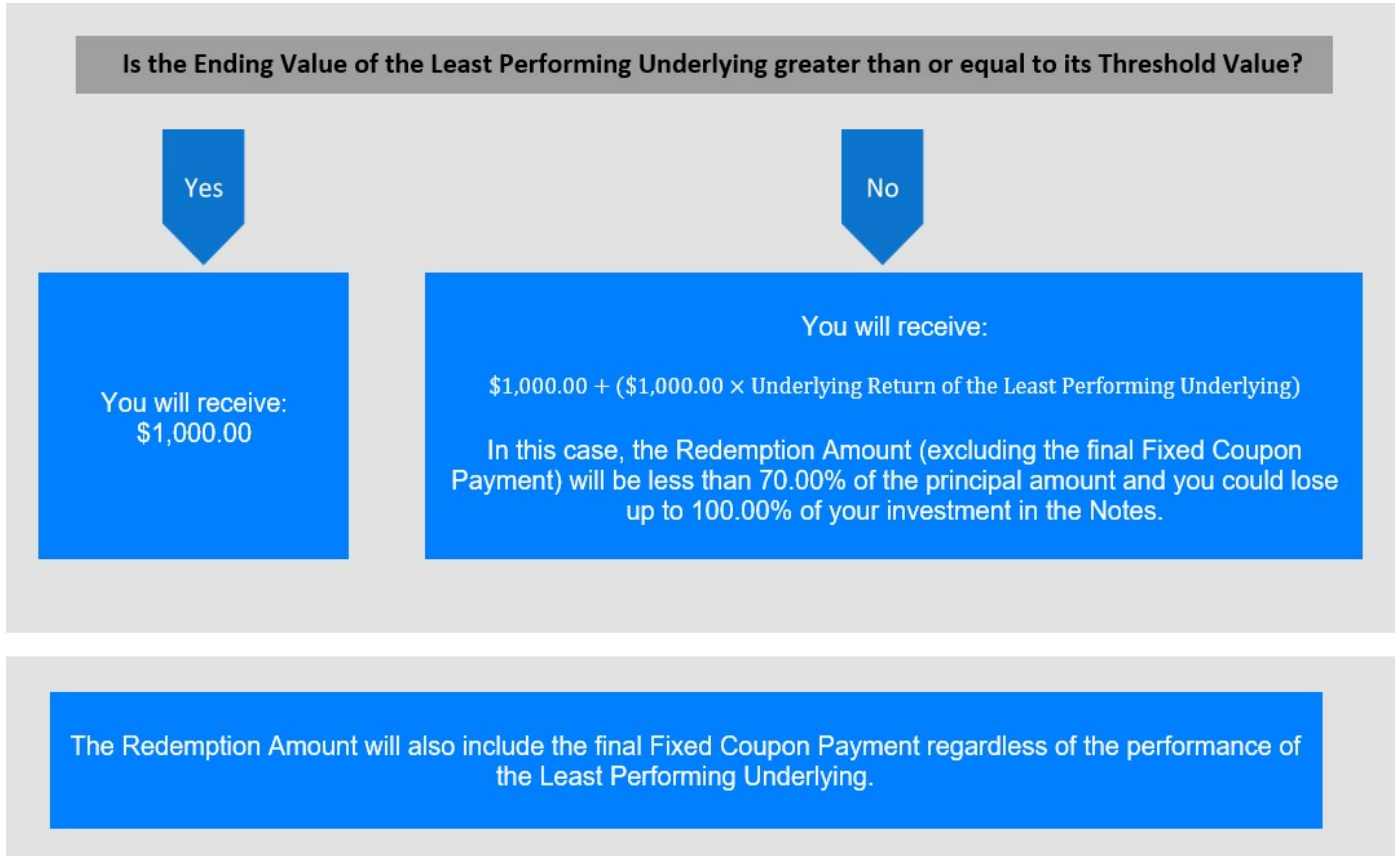 Is the Ending Value of the Least Performing Underlying greater than or equal to its Threshold Value?
Yes
No
You will receive:
$1,000.00
You will receive:
$1,000.00 + ($1,000.00 × Underlying Return of the Least Performing Underlying)
In this case, the Redemption Amount (excluding the final Fixed Coupon
Payment) will be less than 70.00% of the principal amount and you could lose
up to 100.00% of your investment in the Notes.
The Redemption Amount will also include the final Fixed Coupon Payment regardless of the performance of
the Least Performing Underlying.